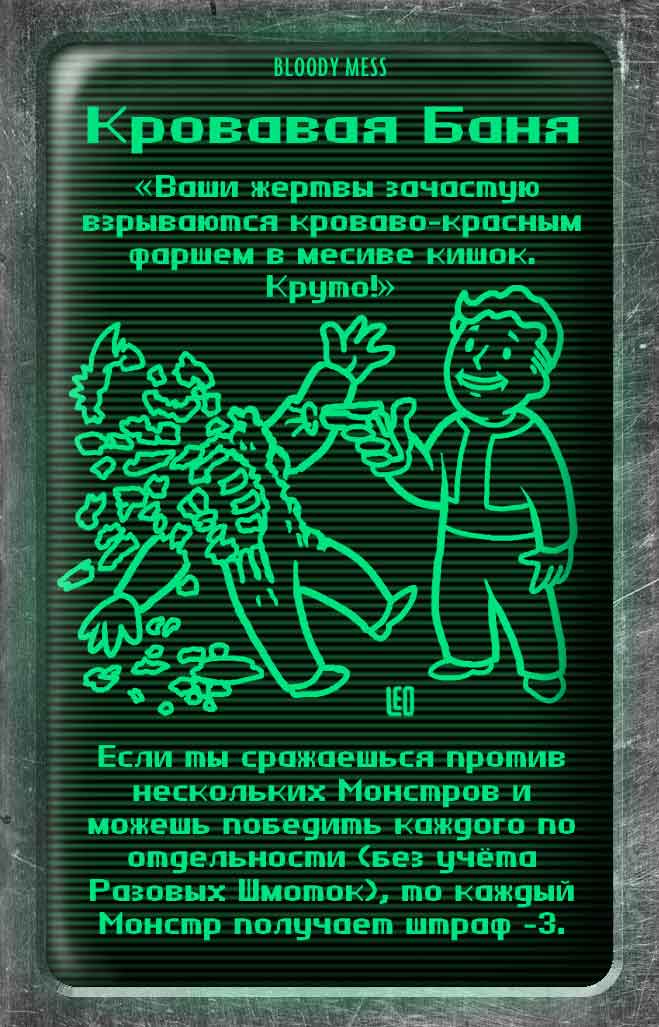 BLOODY MESS
Кровавая Баня
«Ваши жертвы зачастую
взрываются кроваво-красным
фаршем в месиве кишок.
Круто!»
LEO
Если ты сражаешься против
нескольких Монстров и
можешь победить каждого по
отдельности (без учёта
Разовых Шмоток), то каждый
Монстр получает штраф -3.